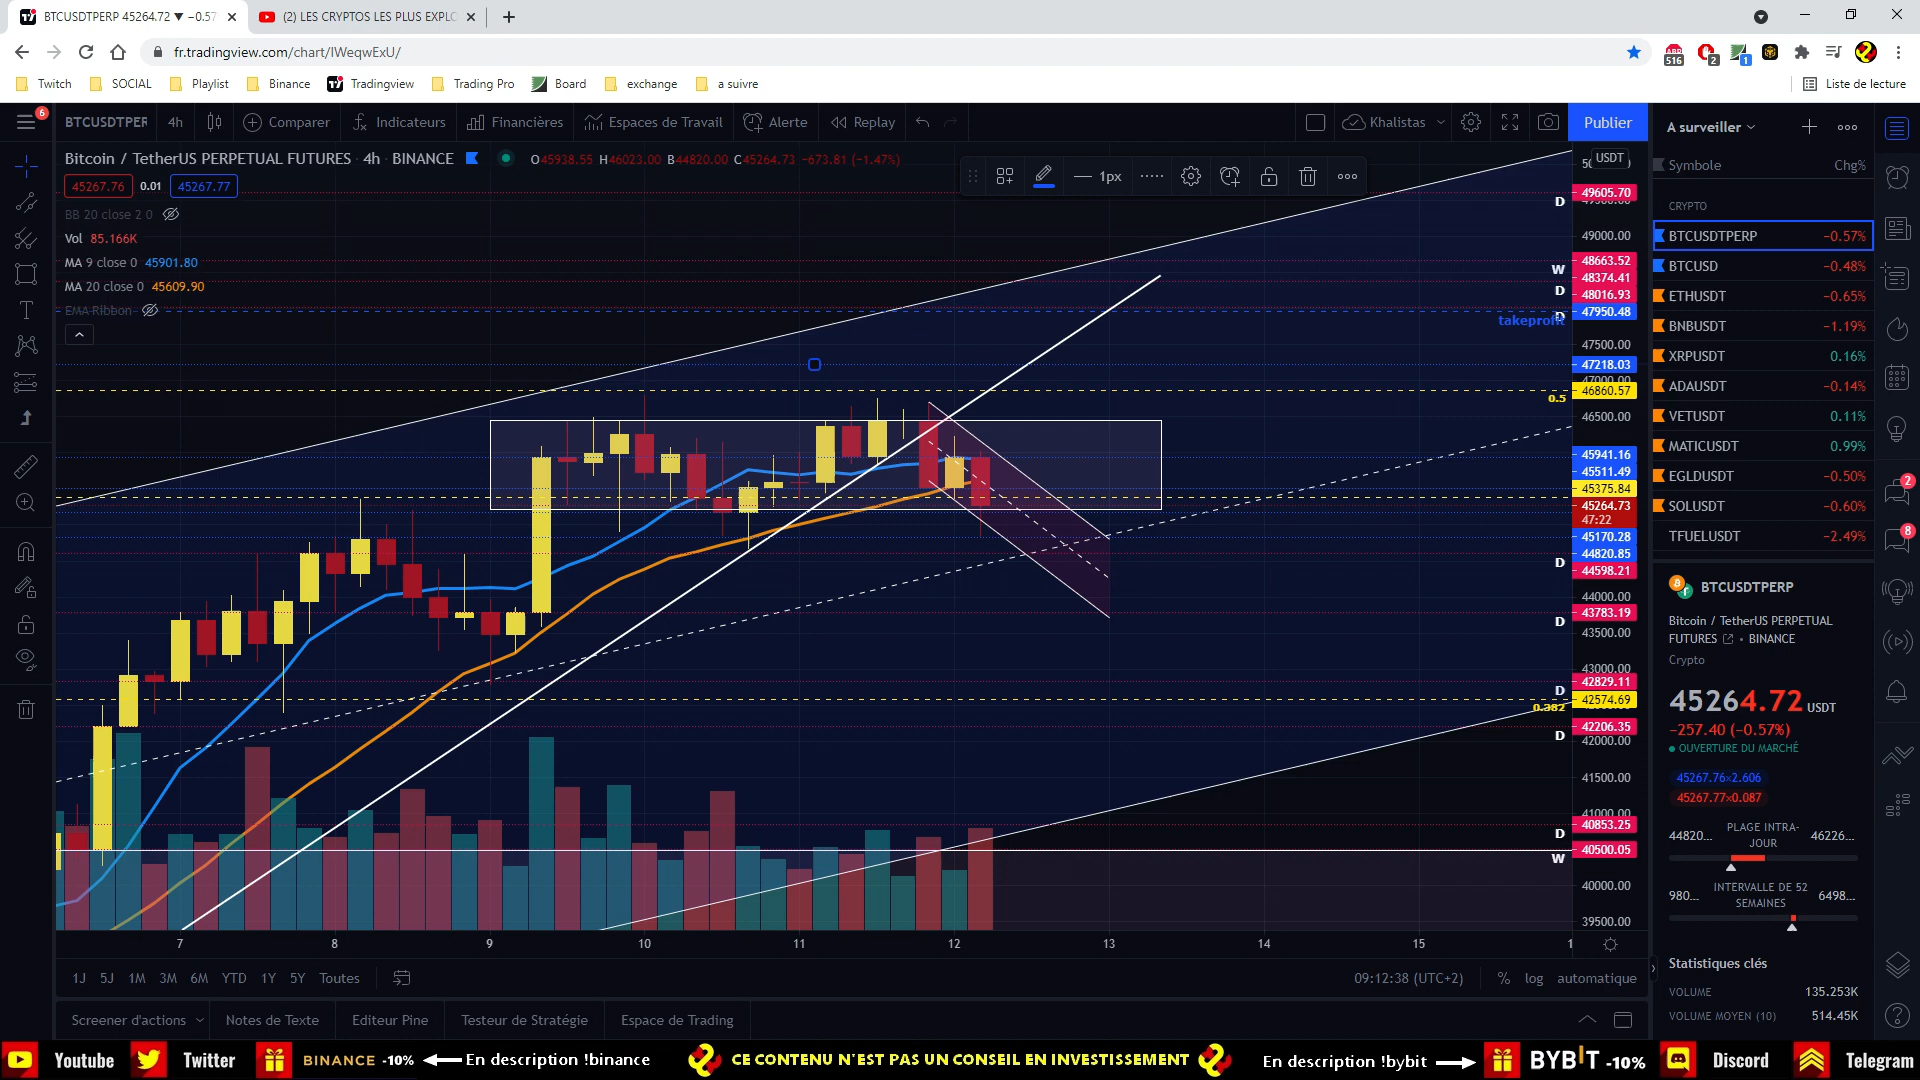 BTCUSDTPERP 45264.72 ▼ −0.57
(2) LES CRYPTOS LES PLUS EXPLO
fr.tradingview.com/chart/IWeqwExU/
516
2
1
Twitch
SOCIAL
Playlist
Binance
Tradingview
Trading Pro
Board
exchange
a suivre
Liste de lecture
6
BTCUSDTPER
4h
Comparer
Indicateurs
Financières
Espaces de Travail
Alerte
Replay
Khalistas
Publier
Bitcoin / TetherUS PERPETUAL FUTURES · 4h · BINANCE
O45938.55 H46023.00 B44820.00 C45264.73 −673.81 (−1.47%)
45267.76
0.01
45267.77
BB 20 close 2 0
Vol 85.166K
MA 9 close 0 45901.80
MA 20 close 0 45609.90
EMA Ribbon
1px
USDT
49605.70
D
49000.00
48663.52
W
48374.41
D
48016.93
47950.48
takeprofit
47500.00
47218.03
47000.00
46860.57
0.5
46500.00
45941.16
45511.49
45375.84
45264.73
47:22
45170.28
44820.85
D
44598.21
44000.00
43783.19
D
43500.00
43000.00
42829.11
D
42574.69
0.382
42206.35
D
42000.00
41500.00
41000.00
40853.25
D
40500.05
W
40000.00
39500.00
7
8
9
10
11
12
13
14
15
1J
5J
1M
3M
6M
YTD
1Y
5Y
Toutes
09:12:38 (UTC+2)
%
log
automatique
Screener d'actions
Notes de Texte
Editeur Pine
Testeur de Stratégie
Espace de Trading
A surveiller
Symbole
Chg%
CRYPTO
BTCUSDTPERP −0.57%
BTCUSD −0.48%
ETHUSDT −0.65%
BNBUSDT −1.19%
XRPUSDT 0.16%
ADAUSDT −0.14%
VETUSDT 0.11%
MATICUSDT 0.99%
EGLDUSDT −0.50%
SOLUSDT −0.60%
TFUELUSDT −2.49%
2
8
BTCUSDTPERP
Bitcoin / TetherUS PERPETUAL
FUTURES • BINANCE
Crypto
45264.72 USDT
−257.40 (−0.57%)
OUVERTURE DU MARCHÉ
45267.76×2.606
45267.77×0.087
44820... PLAGE INTRA-JOUR 46226...
980... INTERVALLE DE 52 SEMAINES 6498...
Statistiques clés
VOLUME 135.253K
VOLUME MOYEN (10) 514.45K
Youtube
Twitter
BINANCE -10%
En description !binance
CE CONTENU N'EST PAS UN CONSEIL EN INVESTISSEMENT
En description !bybit
BYBIT -10%
Discord
Telegram